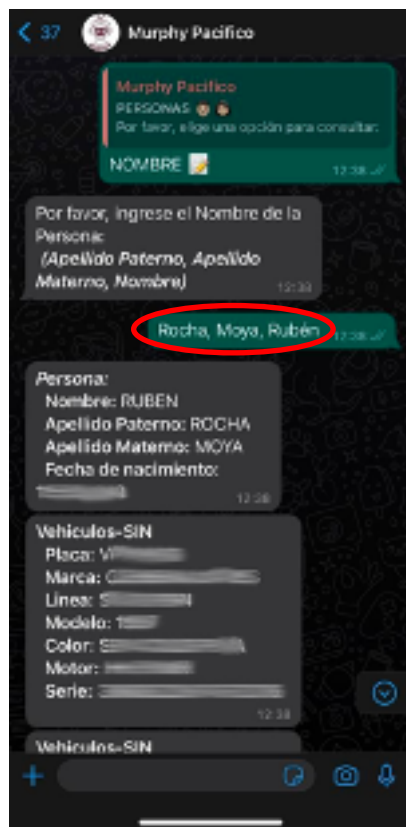 37 Murphy Pacifico
Murphy Pacifico
PERSONAS
Por favor, elige una opción para consultar:
NOMBRE
12:38
Por favor, ingrese el Nombre de la
Persona:
(Apellido Paterno, Apellido
Materno, Nombre)
12:38
Rocha, Moya, Rubén
12:38
Persona:
Nombre: RUBEN
Apellido Paterno: ROCHA
Apellido Materno: MOYA
Fecha de nacimiento:
12:38
Vehiculos-SIN
Placa:
Marca:
Linea:
Modelo:
Color:
Motor:
Serie:
12:38
Vehiculos-SIN